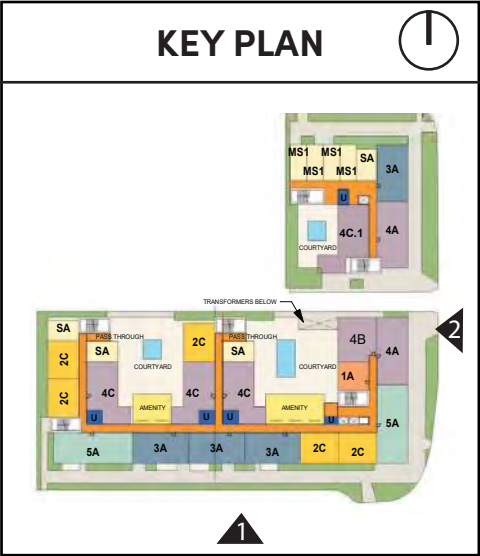 KEY PLAN
MS1 MS1 SA
MS1 MS1
3A
U
4C.1 4A
COURTYARD
TRANSFORMERS BELOW
SA
PASS THROUGH 2C PASS THROUGH 4B 4A 2
2C SA SA
COURTYARD COURTYARD
1A
2C 4C 4C 4C
AMENITY AMENITY
U U U U
5A
5A 3A 3A 3A 2C 2C
1